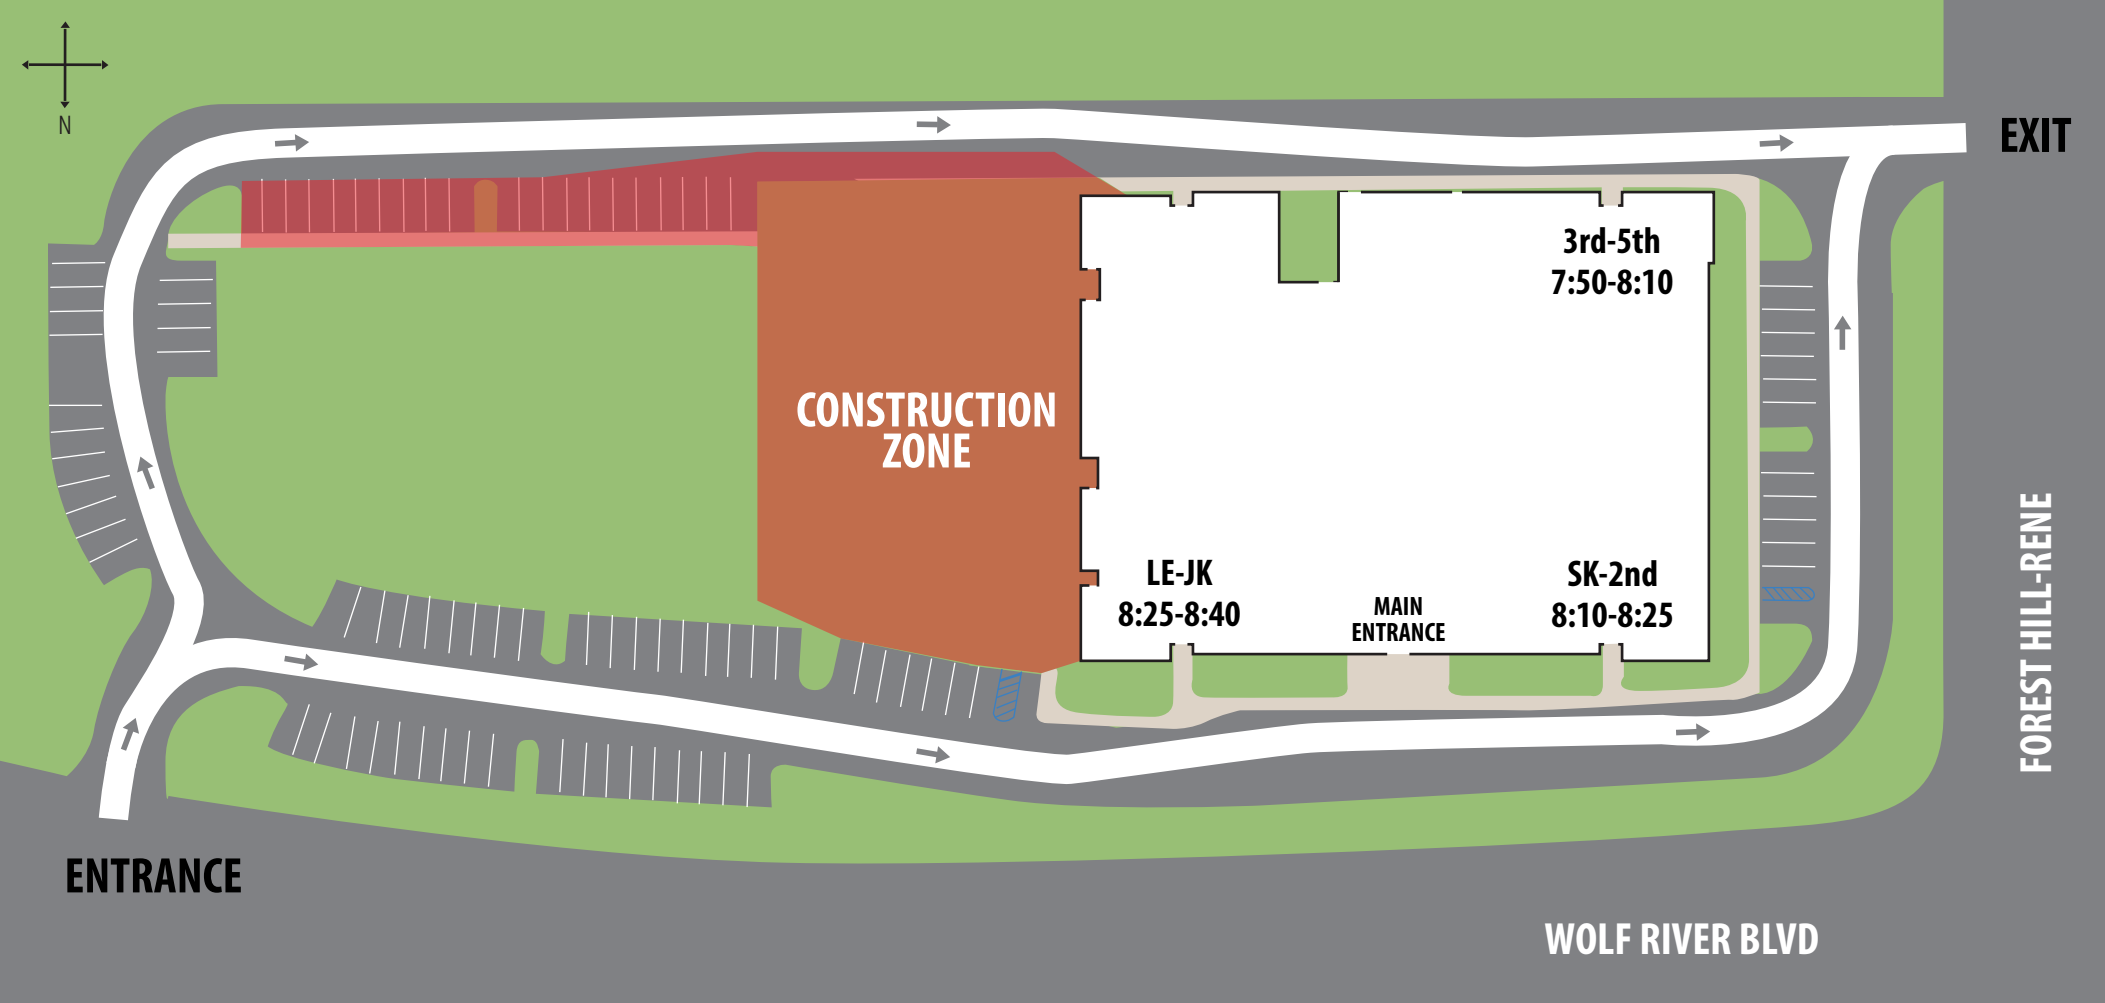 N
EXIT
3rd-5th
7:50-8:10
CONSTRUCTION
ZONE
LE-JK
8:25-8:40
MAIN
ENTRANCE
SK-2nd
8:10-8:25
FOREST HILL-RENE
ENTRANCE
WOLF RIVER BLVD